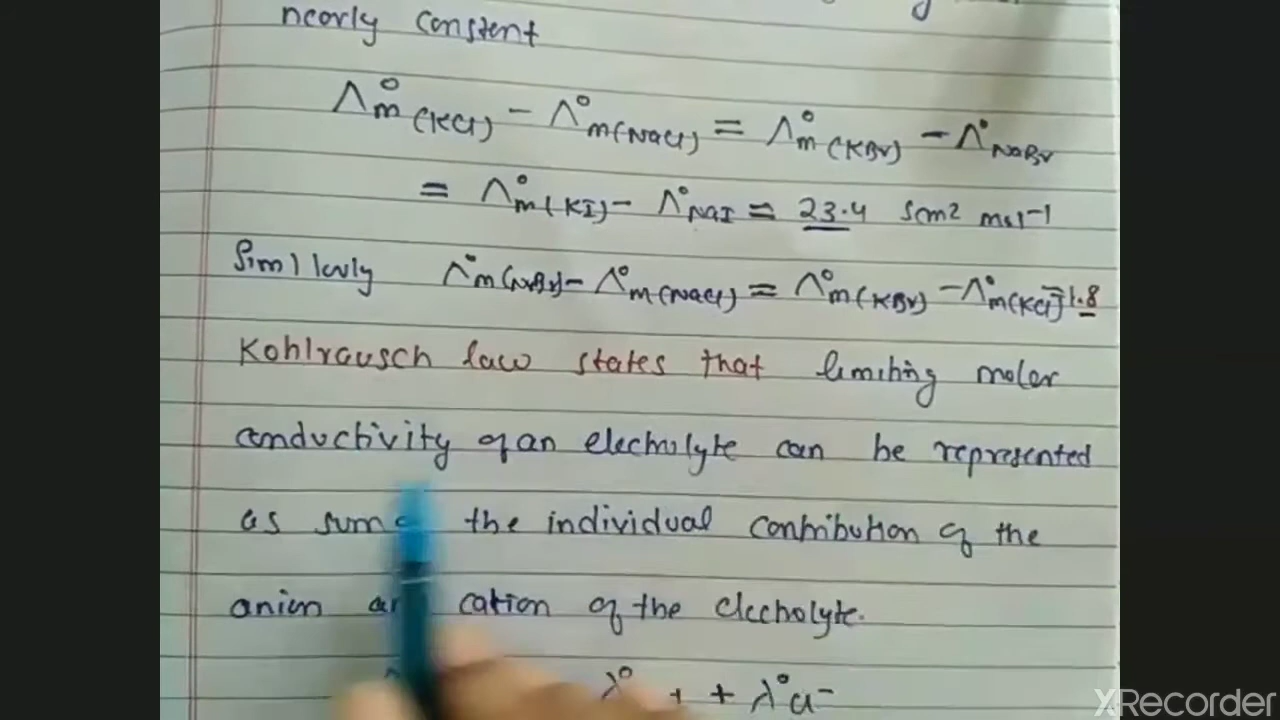 nearly constent
Λ°m(KCl) − Λ°m(NaCl) = Λ°m(KBr) − Λ°NaBr
= Λ°m(KI) − Λ°NaI = 23.4 Scm2 mol-1
Similarly Λ°m(NaBr) − Λ°m(NaCl) = Λ°m(KBr) − Λ°m(KCl) = 1.8
Kohlrausch law states that limiting moler
conductivity of an electrolyte can be represented
as sum the individual contribution of the
anion cation of the electrolyte.
λ° + + λ°Cl−
XRecorder